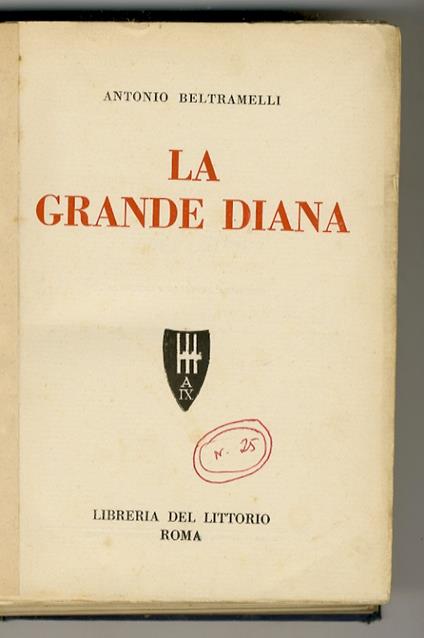 ANTONIO BELTRAMELLI
LA
GRANDE DIANA
A
IX
N. 25
LIBRERIA DEL LITTORIO
ROMA